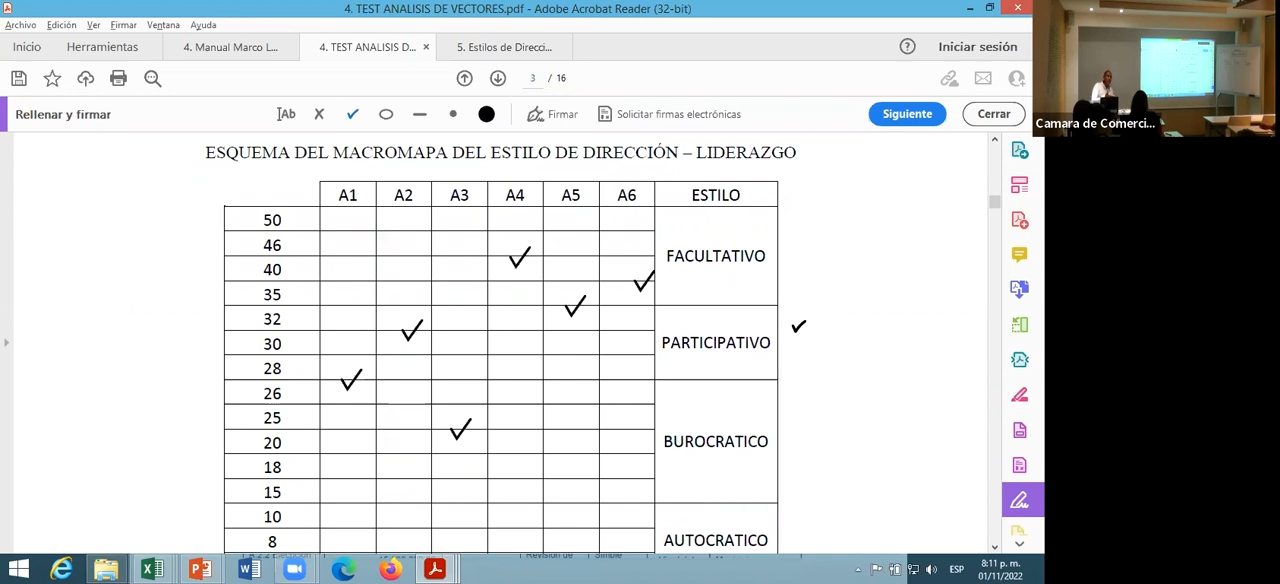 4. TEST ANALISIS DE VECTORES.pdf - Adobe Acrobat Reader (32-bit)
Archivo Edición Ver Firmar Ventana Ayuda
Inicio Herramientas 4. Manual Marco L... 4. TEST ANALISIS D... × 5. Estilos de Direcci... Iniciar sesión
3 / 16
Rellenar y firmar Ab Firmar Solicitar firmas electrónicas Siguiente Cerrar
Camara de Comerci...
ESQUEMA DEL MACROMAPA DEL ESTILO DE DIRECCIÓN – LIDERAZGO
A1 A2 A3 A4 A5 A6 ESTILO
50
46
40 FACULTATIVO
35
32
30 PARTICIPATIVO
28
26
25
20 BUROCRATICO
18
15
10
8 AUTOCRATICO
ESP 8:11 p. m.
01/11/2022